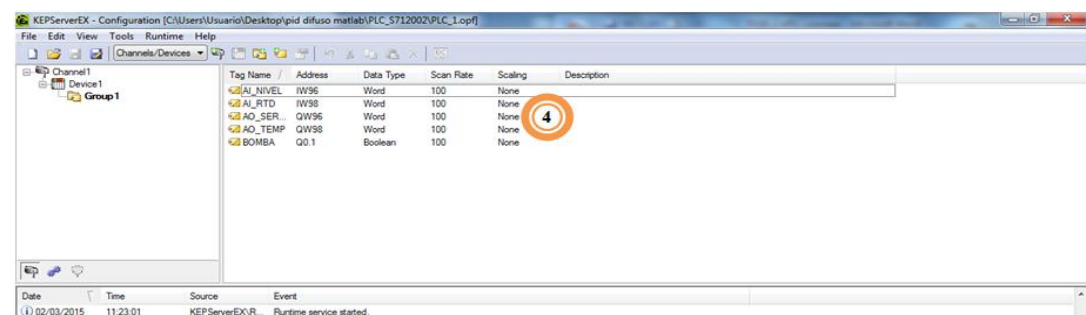 KEPServerEX - Configuration [C:\Users\Usuario\Desktop\pid difuso matlab\PLC_S712002\PLC_1.opf]
File Edit View Tools Runtime Help
Channels/Devices
Channel1
Device1
Group1
Tag Name / Address Data Type Scan Rate Scaling Description
AI_NIVEL IW96 Word 100 None
AI_RTD IW98 Word 100 None
AO_SER... QW96 Word 100 None
AO_TEMP QW98 Word 100 None
BOMBA Q0.1 Boolean 100 None
4
Date Time Source Event
02/03/2015 11:23:01 KEPServerEX\R... Runtime service started.